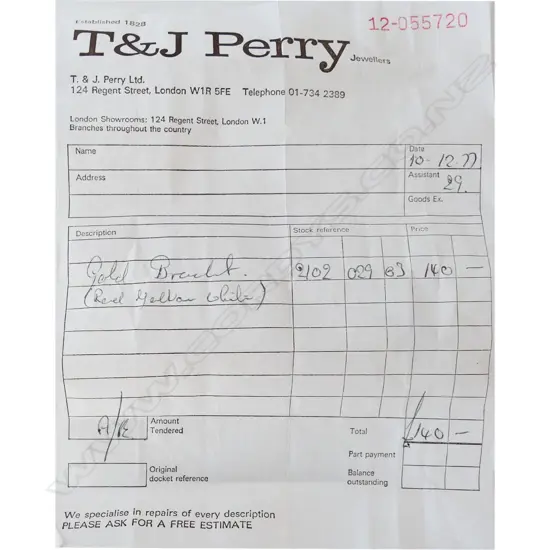 Established 1828
12-055720
T&J Perry Jewellers
T. & J. Perry Ltd.
124 Regent Street, London W1R 5FE Telephone 01-734 2389
London Showrooms: 124 Regent Street, London W.1
Branches throughout the country
Name
Date
10-12.77
Address
Assistant
29.
Goods Ex.
Description Stock reference Price
Gold Bracelet. 2102 029 63 140 —
(Red Yellow White)
Amount
Tendered
Total £140 —
Part payment
Original
docket reference
Balance
outstanding
We specialise in repairs of every description
PLEASE ASK FOR A FREE ESTIMATE